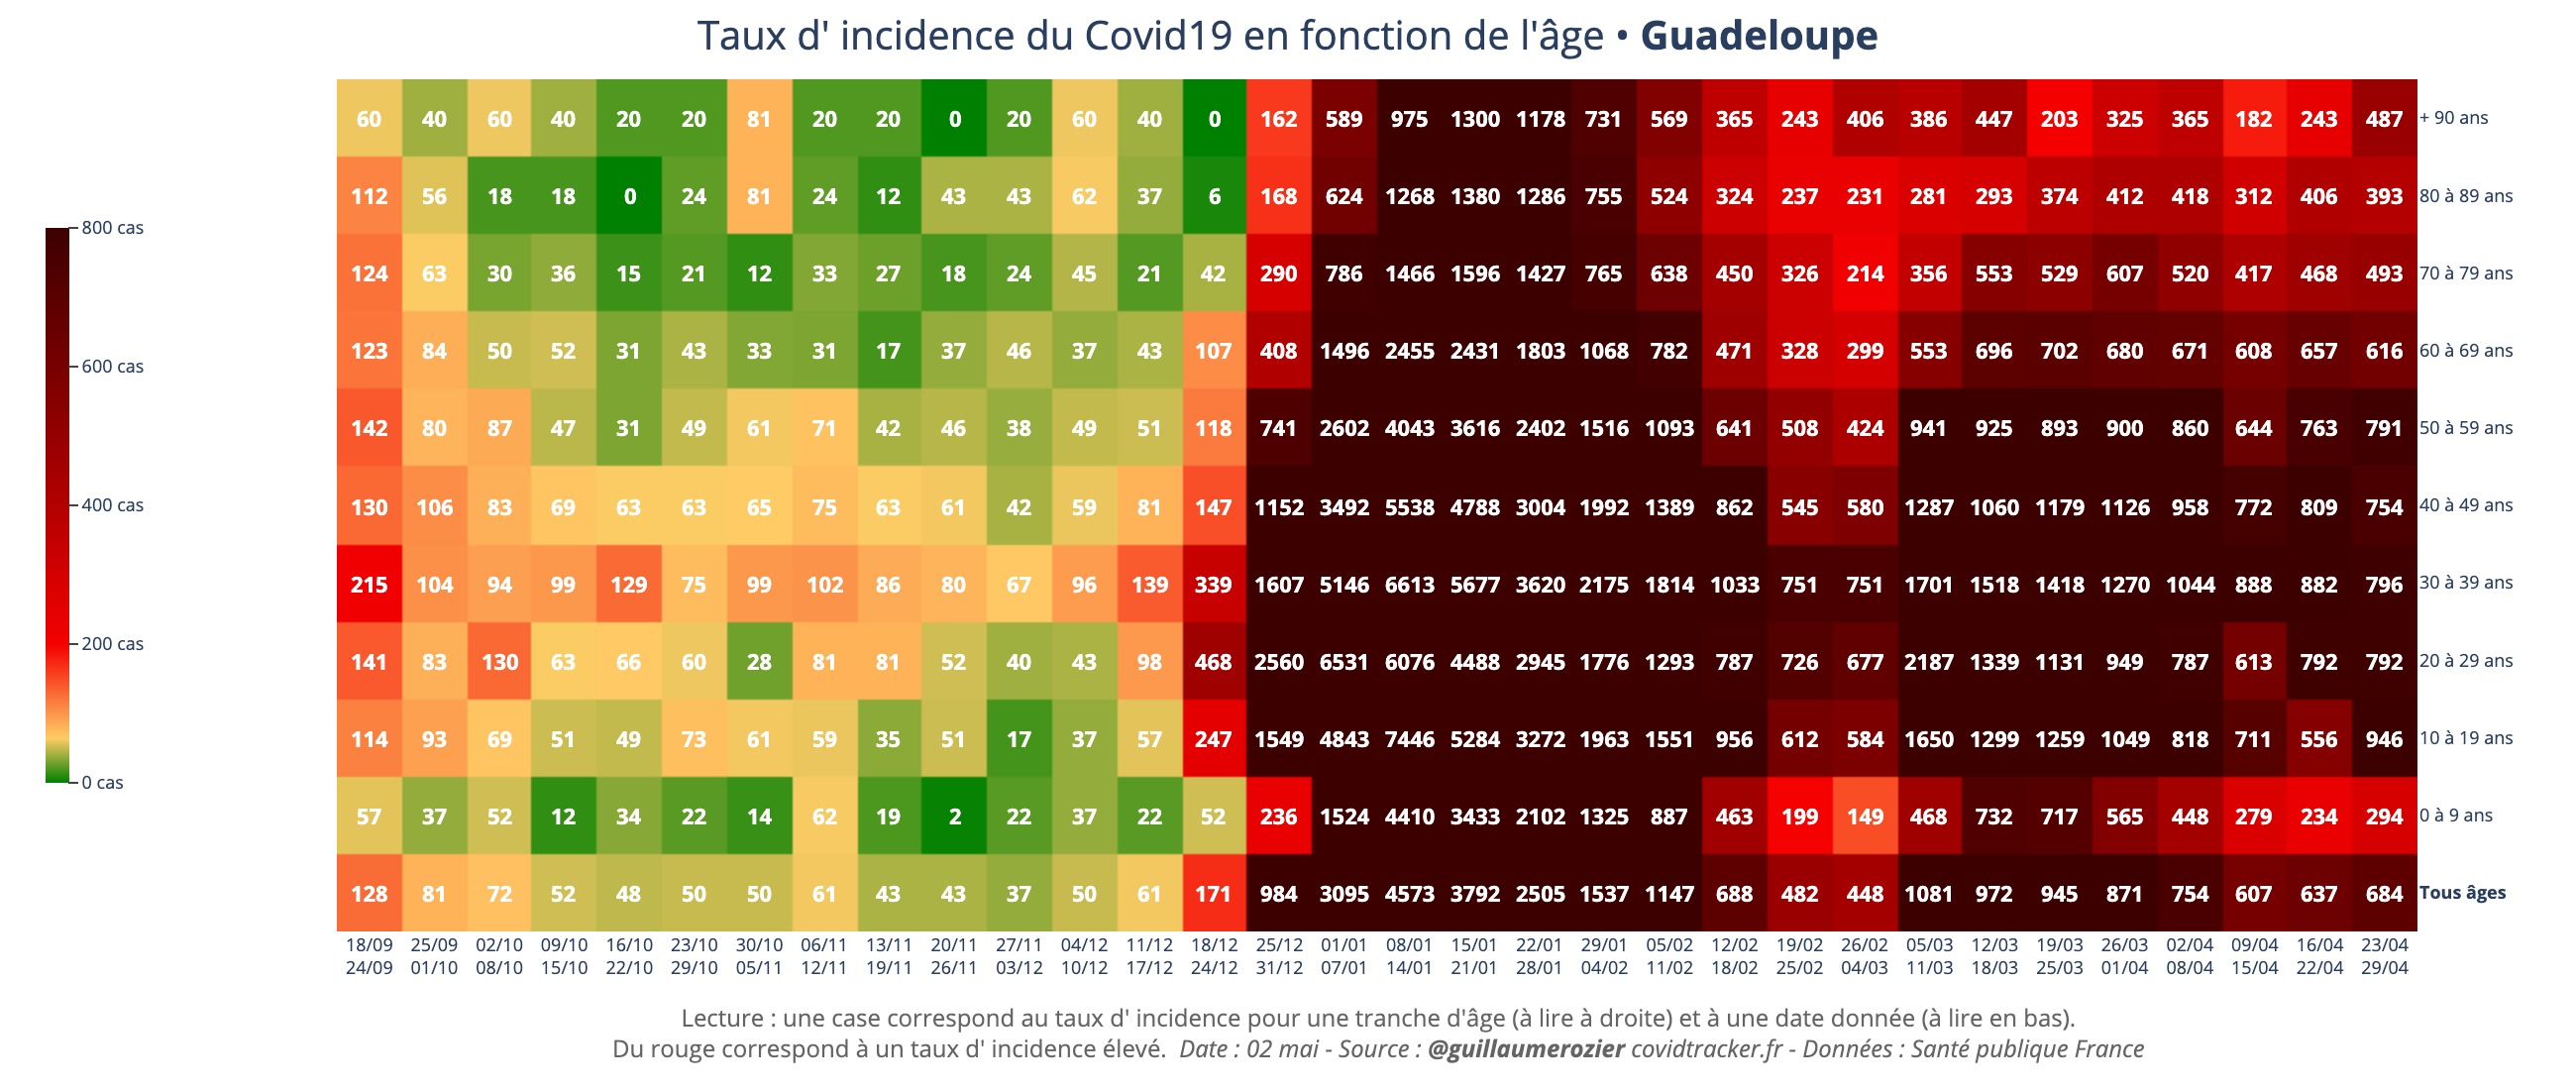 Taux d' incidence du Covid19 en fonction de l'âge • Guadeloupe
800 cas
600 cas
400 cas
200 cas
0 cas
60 40 60 40 20 20 81 20 20 0 20 60 40 0 162 589 975 1300 1178 731 569 365 243 406 386 447 203 325 365 182 243 487 + 90 ans
112 56 18 18 0 24 81 24 12 43 43 62 37 6 168 624 1268 1380 1286 755 524 324 237 231 281 293 374 412 418 312 406 393 80 à 89 ans
124 63 30 36 15 21 12 33 27 18 24 45 21 42 290 786 1466 1596 1427 765 638 450 326 214 356 553 529 607 520 417 468 493 70 à 79 ans
123 84 50 52 31 43 33 31 17 37 46 37 43 107 408 1496 2455 2431 1803 1068 782 471 328 299 553 696 702 680 671 608 657 616 60 à 69 ans
142 80 87 47 31 49 61 71 42 46 38 49 51 118 741 2602 4043 3616 2402 1516 1093 641 508 424 941 925 893 900 860 644 763 791 50 à 59 ans
130 106 83 69 63 63 65 75 63 61 42 59 81 147 1152 3492 5538 4788 3004 1992 1389 862 545 580 1287 1060 1179 1126 958 772 809 754 40 à 49 ans
215 104 94 99 129 75 99 102 86 80 67 96 139 339 1607 5146 6613 5677 3620 2175 1814 1033 751 751 1701 1518 1418 1270 1044 888 882 796 30 à 39 ans
141 83 130 63 66 60 28 81 81 52 40 43 98 468 2560 6531 6076 4488 2945 1776 1293 787 726 677 2187 1339 1131 949 787 613 792 792 20 à 29 ans
114 93 69 51 49 73 61 59 35 51 17 37 57 247 1549 4843 7446 5284 3272 1963 1551 956 612 584 1650 1299 1259 1049 818 711 556 946 10 à 19 ans
57 37 52 12 34 22 14 62 19 2 22 37 22 52 236 1524 4410 3433 2102 1325 887 463 199 149 468 732 717 565 448 279 234 294 0 à 9 ans
128 81 72 52 48 50 50 61 43 43 37 50 61 171 984 3095 4573 3792 2505 1537 1147 688 482 448 1081 972 945 871 754 607 637 684 Tous âges
18/09 25/09 02/10 09/10 16/10 23/10 30/10 06/11 13/11 20/11 27/11 04/12 11/12 18/12 25/12 01/01 08/01 15/01 22/01 29/01 05/02 12/02 19/02 26/02 05/03 12/03 19/03 26/03 02/04 09/04 16/04 23/04
24/09 01/10 08/10 15/10 22/10 29/10 05/11 12/11 19/11 26/11 03/12 10/12 17/12 24/12 31/12 07/01 14/01 21/01 28/01 04/02 11/02 18/02 25/02 04/03 11/03 18/03 25/03 01/04 08/04 15/04 22/04 29/04
Lecture : une case correspond au taux d' incidence pour une tranche d'âge (à lire à droite) et à une date donnée (à lire en bas).
Du rouge correspond à un taux d' incidence élevé. Date : 02 mai - Source : @guillaumerozier covidtracker.fr - Données : Santé publique France